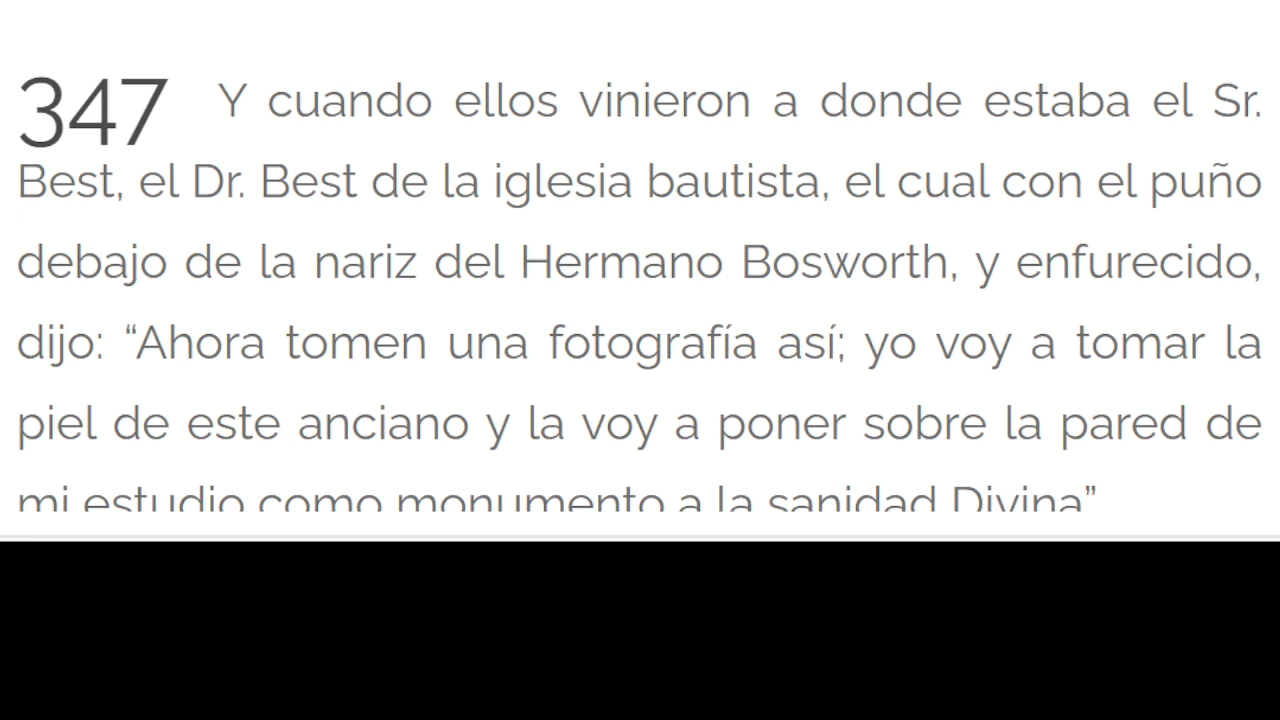 347 Y cuando ellos vinieron a donde estaba el Sr.
Best, el Dr. Best de la iglesia bautista, el cual con el puño
debajo de la nariz del Hermano Bosworth, y enfurecido,
dijo: “Ahora tomen una fotografía así; yo voy a tomar la
piel de este anciano y la voy a poner sobre la pared de
mi estudio como monumento a la sanidad Divina”